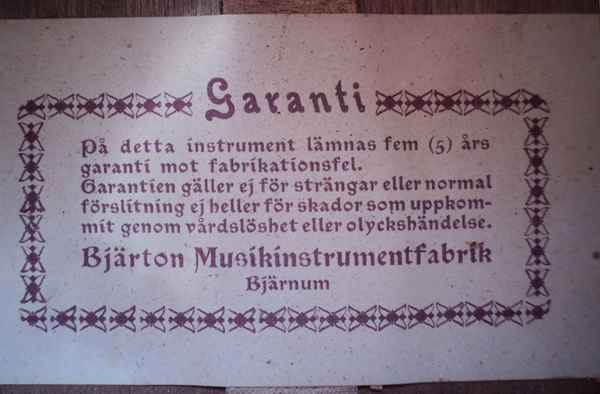 Garanti
På detta instrument lämnas fem (5) års
garanti mot fabrikationsfel.
Garantien gäller ej för strängar eller normal
förslitning ej heller för skador som uppkom-
mit genom vårdslöshet eller olyckshändelse.
Bjärton Musikinstrumentfabrik
Bjärnum